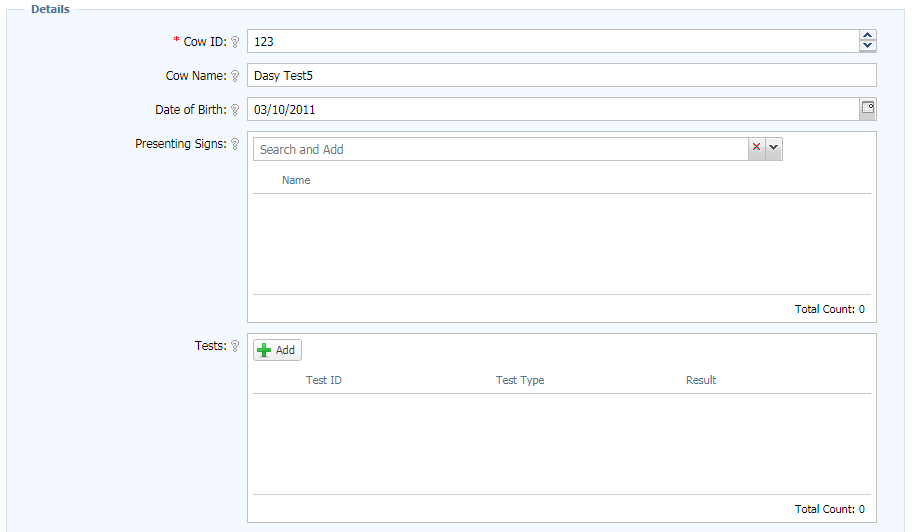 Details
* Cow ID: 123
Cow Name: Dasy Test5
Date of Birth: 03/10/2011
Presenting Signs: Search and Add
Name
Total Count: 0
Tests: Add
Test ID Test Type Result
Total Count: 0